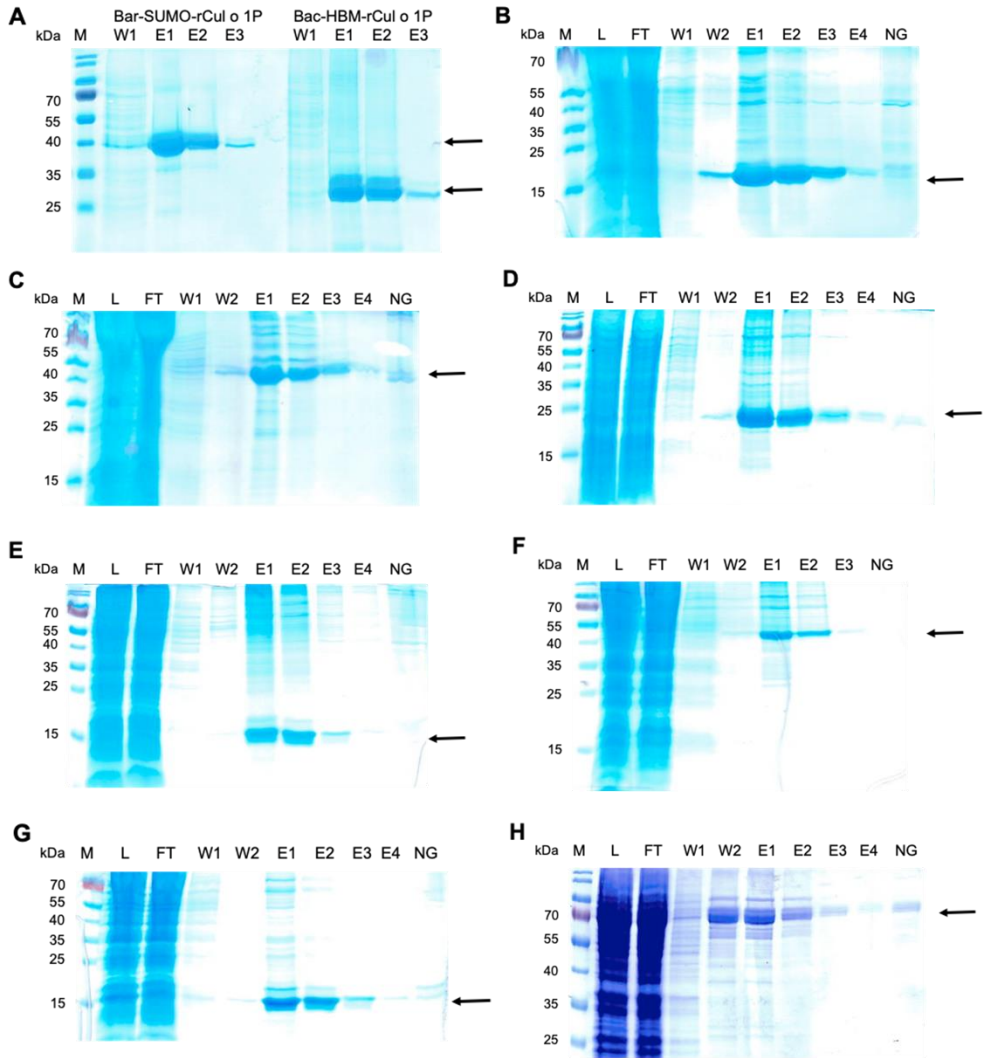 A
Bar-SUMO-rCul o 1P Bac-HBM-rCul o 1P
kDa M W1 E1 E2 E3 W1 E1 E2 E3
70
55
40
35
25
B
kDa M L FT W1 W2 E1 E2 E3 E4 NG
70
55
40
35
25
15
C
kDa M L FT W1 W2 E1 E2 E3 E4 NG
70
55
40
35
25
15
D
kDa M L FT W1 W2 E1 E2 E3 E4 NG
70
55
40
35
25
15
E
kDa M L FT W1 W2 E1 E2 E3 E4 NG
70
55
40
35
25
15
F
kDa M L FT W1 W2 E1 E2 E3 NG
70
55
40
35
25
15
G
kDa M L FT W1 W2 E1 E2 E3 E4 NG
70
55
40
35
25
15
H
kDa M L FT W1 W2 E1 E2 E3 E4 NG
70
55
40
35
25